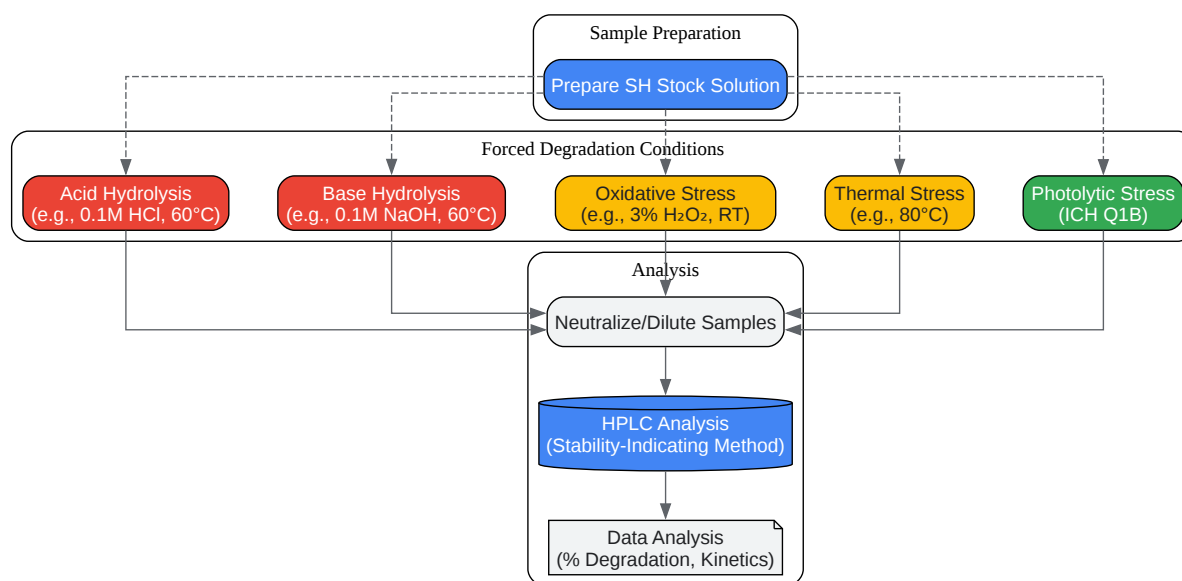 Sample Preparation
Prepare SH Stock Solution
Forced Degradation Conditions
Acid Hydrolysis
(e.g., 0.1M HCl, 60°C)
Base Hydrolysis
(e.g., 0.1M NaOH, 60°C)
Oxidative Stress
(e.g., 3% H₂O₂, RT)
Thermal Stress
(e.g., 80°C)
Photolytic Stress
(ICH Q1B)
Analysis
Neutralize/Dilute Samples
HPLC Analysis
(Stability-Indicating Method)
Data Analysis
(% Degradation, Kinetics)